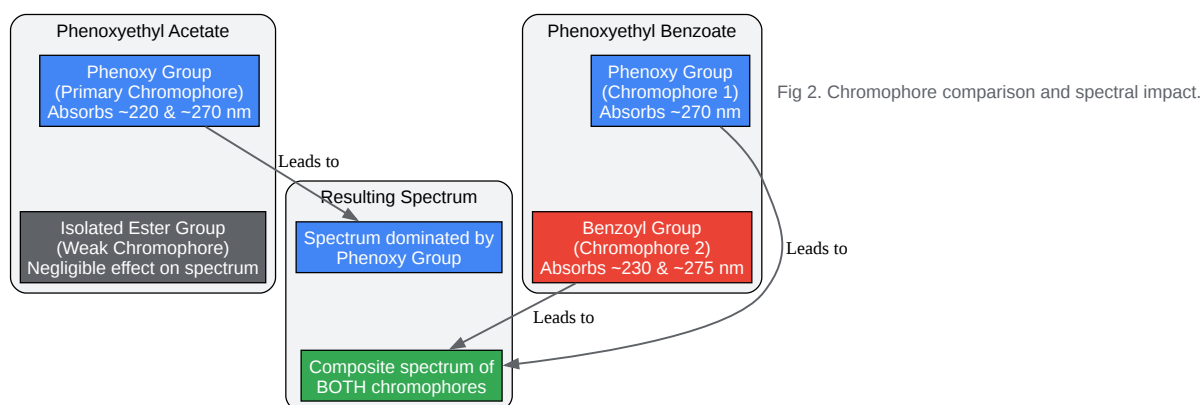 Phenoxyethyl Acetate
Phenoxy Group
(Primary Chromophore)
Absorbs ~220 & ~270 nm
Isolated Ester Group
(Weak Chromophore)
Negligible effect on spectrum
Leads to
Resulting Spectrum
Spectrum dominated by
Phenoxy Group
Composite spectrum of
BOTH chromophores
Phenoxyethyl Benzoate
Phenoxy Group
(Chromophore 1)
Absorbs ~270 nm
Benzoyl Group
(Chromophore 2)
Absorbs ~230 & ~275 nm
Leads to
Leads to
Fig 2. Chromophore comparison and spectral impact.